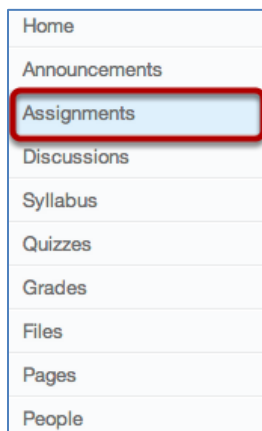 Home
Announcements
Assignments
Discussions
Syllabus
Quizzes
Grades
Files
Pages
People